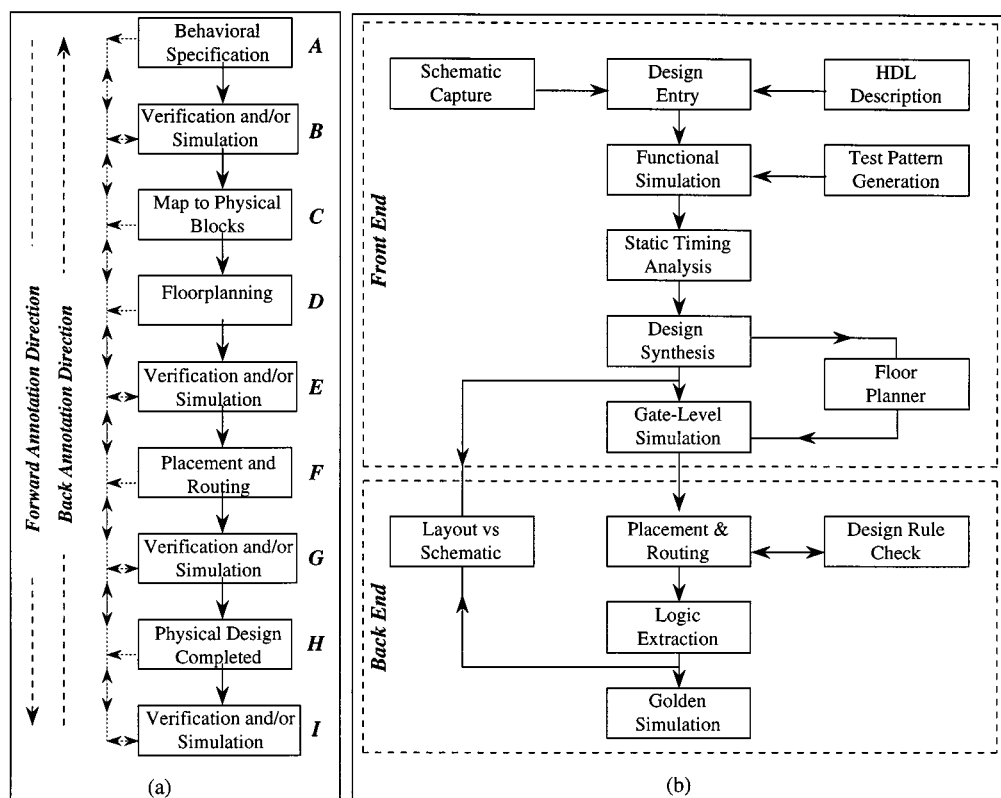 Behavioral
Specification
A
Verification and/or
Simulation
B
Map to Physical
Blocks
C
Floorplanning
D
Verification and/or
Simulation
E
Placement and
Routing
F
Verification and/or
Simulation
G
Physical Design
Completed
H
Verification and/or
Simulation
I
Forward Annotation Direction
Back Annotation Direction
(a)
Front End
Schematic
Capture
Design
Entry
HDL
Description
Functional
Simulation
Test Pattern
Generation
Static Timing
Analysis
Design
Synthesis
Floor
Planner
Gate-Level
Simulation
Back End
Layout vs
Schematic
Placement &
Routing
Design Rule
Check
Logic
Extraction
Golden
Simulation
(b)